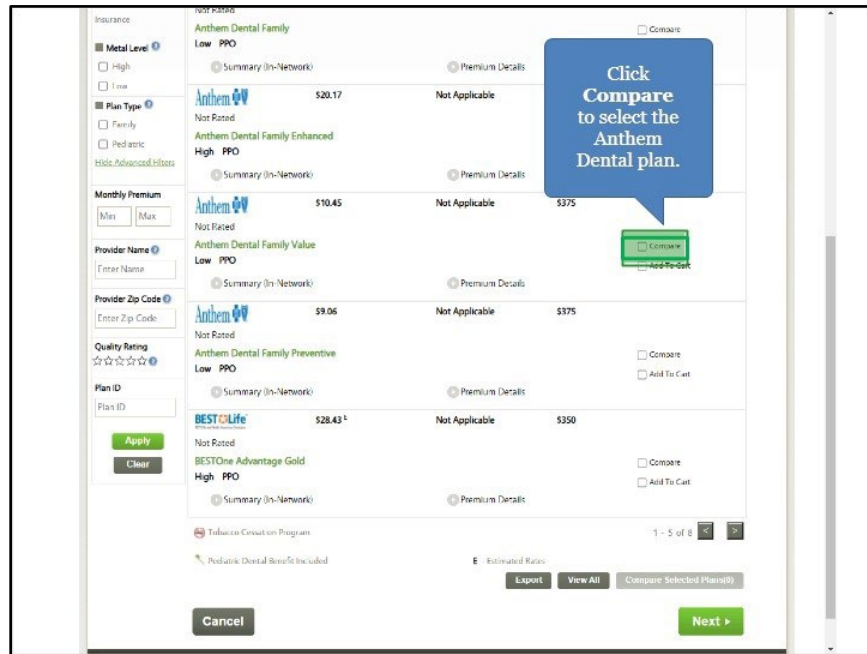 Insurance
Metal Level
High
Low
Plan Type
Family
Pediatric
Hide Advanced Filters
Monthly Premium
Min Max
Provider Name
Enter Name
Provider Zip Code
Enter Zip Code
Quality Rating
Plan ID
Plan ID
Apply
Clear
Not Rated
Anthem Dental Family
Low PPO
Compare
Summary (In-Network) Premium Details
Anthem $20.17 Not Applicable
Not Rated
Anthem Dental Family Enhanced
High PPO
Summary (In-Network) Premium Details
Click
Compare
to select the
Anthem
Dental plan.
Anthem $10.45 Not Applicable $375
Not Rated
Anthem Dental Family Value
Low PPO
Compare
Add To Cart
Summary (In-Network) Premium Details
Anthem $9.06 Not Applicable $375
Not Rated
Anthem Dental Family Preventive
Low PPO
Compare
Add To Cart
Summary (In-Network) Premium Details
BEST Life $28.43 E Not Applicable $350
Not Rated
BESTOne Advantage Gold
High PPO
Compare
Add To Cart
Summary (In-Network) Premium Details
Tobacco Cessation Program 1 - 5 of 8 < >
Pediatric Dental Benefit Included E Estimated Rates
Export View All Compare Selected Plans(0)
Cancel Next